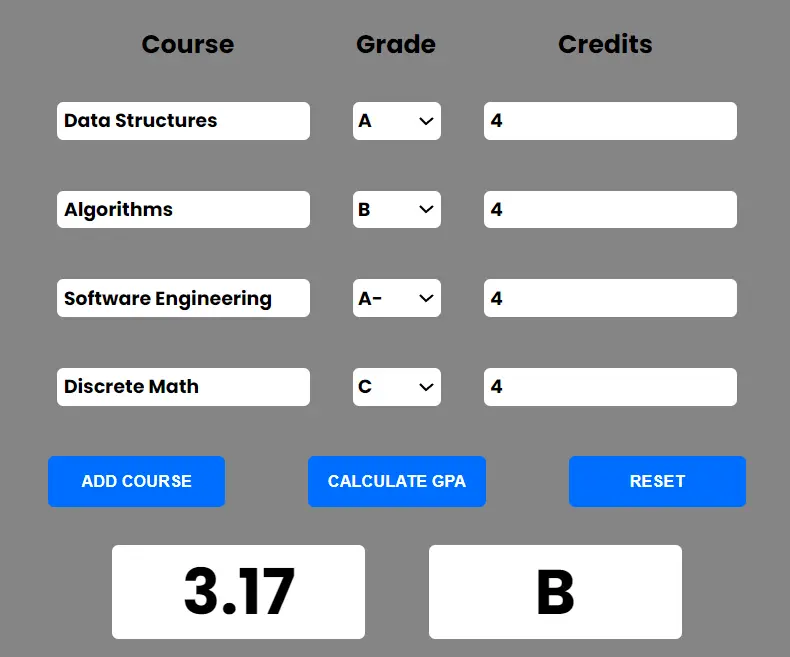 Course Grade Credits
Data Structures A 4
Algorithms B 4
Software Engineering A- 4
Discrete Math C 4
ADD COURSE CALCULATE GPA RESET
3.17 B